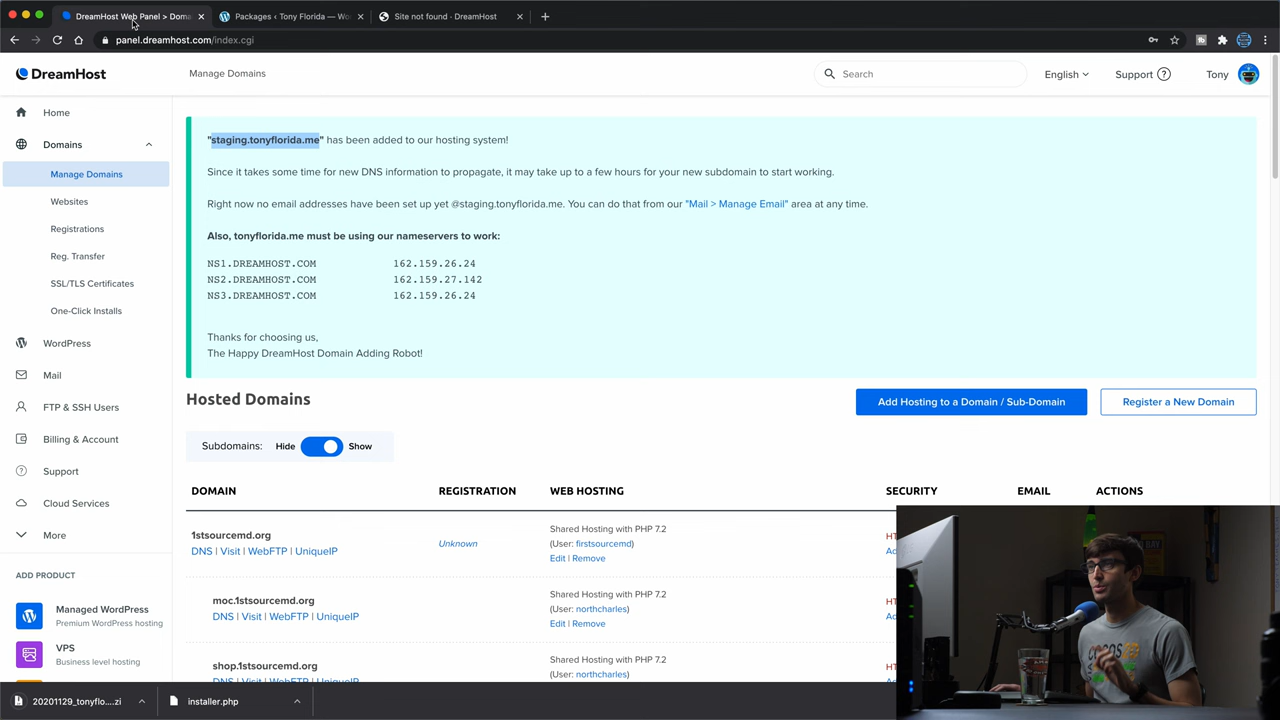 DreamHost Web Panel > Doma
Packages ‹ Tony Florida — Wo
Site not found · DreamHost
panel.dreamhost.com/index.cgi
DreamHost
Manage Domains
Search
English
Support
Tony
Home
Domains
Manage Domains
Websites
Registrations
Reg. Transfer
SSL/TLS Certificates
One-Click Installs
WordPress
Mail
FTP & SSH Users
Billing & Account
Support
Cloud Services
More
ADD PRODUCT
Managed WordPress
Premium WordPress hosting
VPS
Business level hosting
"staging.tonyflorida.me" has been added to our hosting system!
Since it takes some time for new DNS information to propagate, it may take up to a few hours for your new subdomain to start working.
Right now no email addresses have been set up yet @staging.tonyflorida.me. You can do that from our "Mail > Manage Email" area at any time.
Also, tonyflorida.me must be using our nameservers to work:
NS1.DREAMHOST.COM 162.159.26.24
NS2.DREAMHOST.COM 162.159.27.142
NS3.DREAMHOST.COM 162.159.26.24
Thanks for choosing us,
The Happy DreamHost Domain Adding Robot!
Hosted Domains
Add Hosting to a Domain / Sub-Domain
Register a New Domain
Subdomains: Hide Show
DOMAIN REGISTRATION WEB HOSTING SECURITY EMAIL ACTIONS
1stsourcemd.org
DNS | Visit | WebFTP | UniqueIP
Unknown
Shared Hosting with PHP 7.2
(User: firstsourcemd)
Edit | Remove
HT
Ad
moc.1stsourcemd.org
DNS | Visit | WebFTP | UniqueIP
Shared Hosting with PHP 7.2
(User: northcharles)
Edit | Remove
HT
Ad
shop.1stsourcemd.org
Shared Hosting with PHP 7.2
(User: northcharles)
HT
Ad
20201129_tonyflo....zi
installer.php